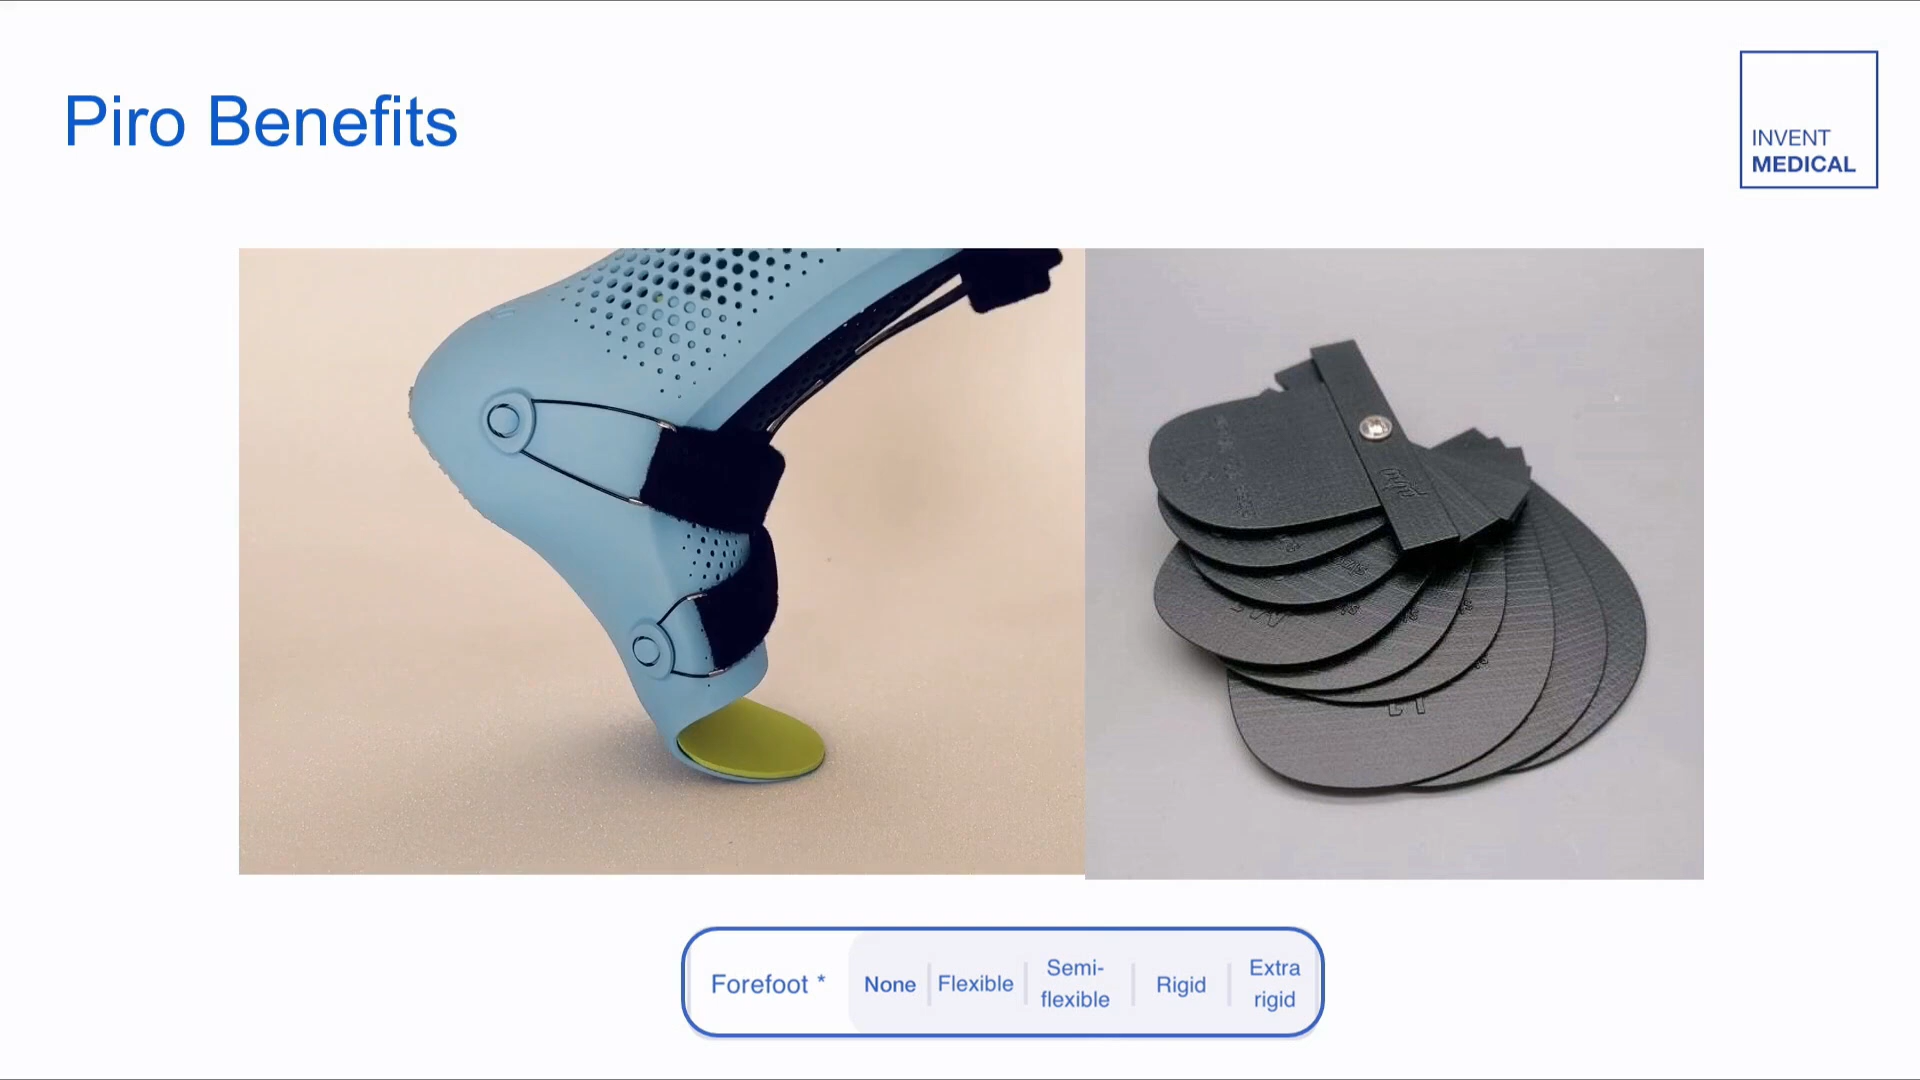 Piro Benefits
INVENT
MEDICAL
Forefoot *
None
Flexible
Semi-
flexible
Rigid
Extra
rigid